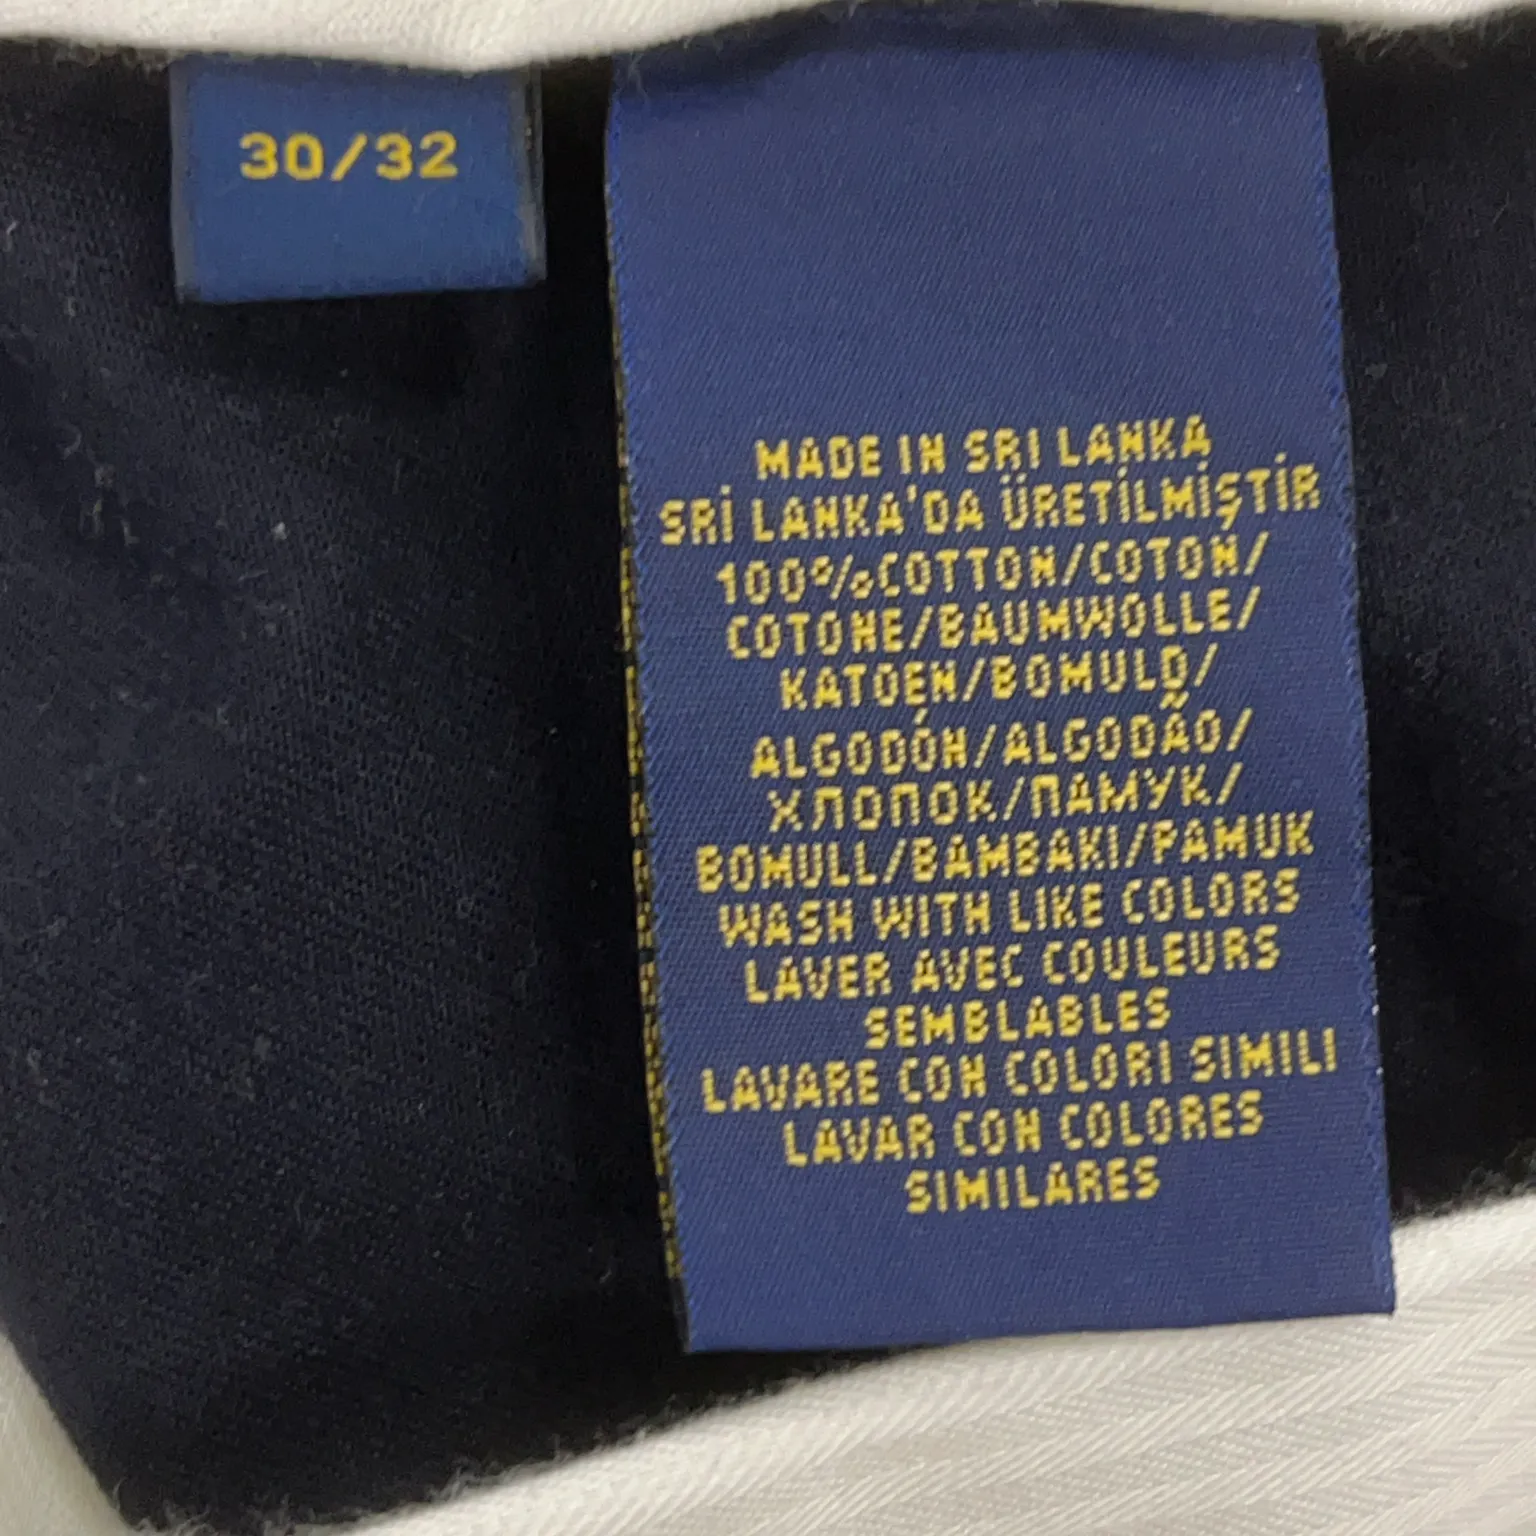 30/32
MADE IN SRI LANKA
SRİ LANKA'DA ÜRETİLMİŞTİR
100%COTTON/COTON/
COTONE/BAUMWOLLE/
KATOEN/BOMULD/
ALGODÓN/ALGODÃO/
ХЛОПОК/ПАМУК/
BOMULL/BAMBAKI/PAMUK
WASH WITH LIKE COLORS
LAVER AVEC COULEURS
SEMBLABLES
LAVARE CON COLORI SIMILI
LAVAR CON COLORES
SIMILARES